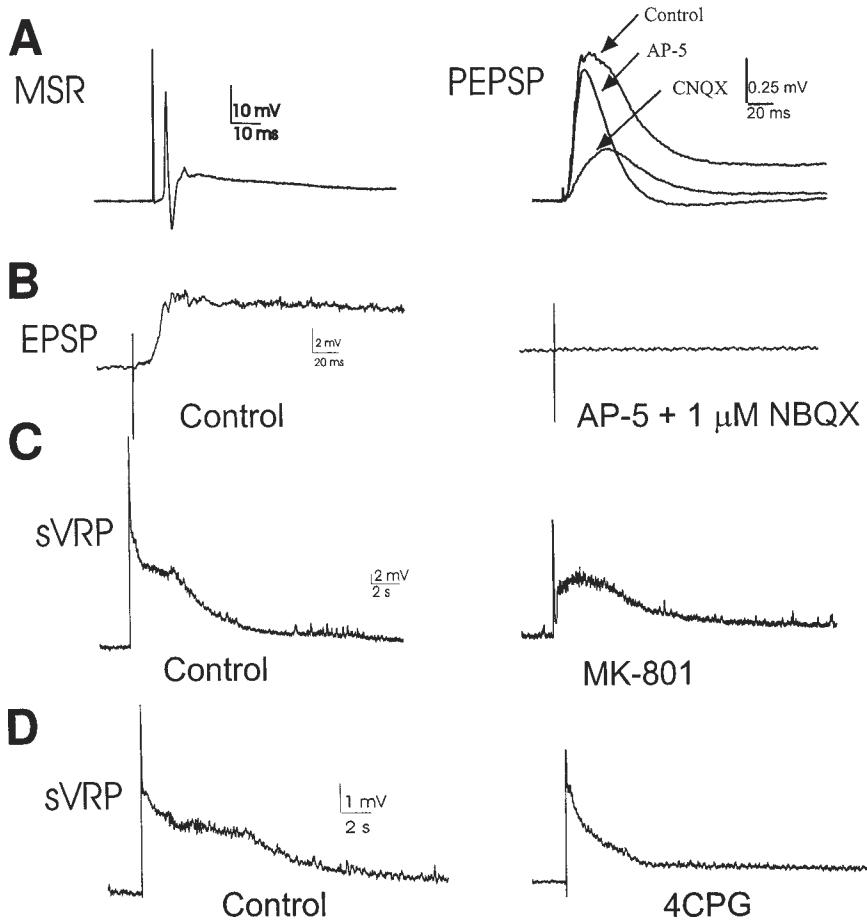 A
MSR
10 mV
10 ms
PEPSP
Control
AP-5
CNQX
0.25 mV
20 ms
B
EPSP
2 mV
20 ms
Control
AP-5 + 1 μM NBQX
C
sVRP
2 mV
2 s
Control
MK-801
D
sVRP
1 mV
2 s
Control
4CPG